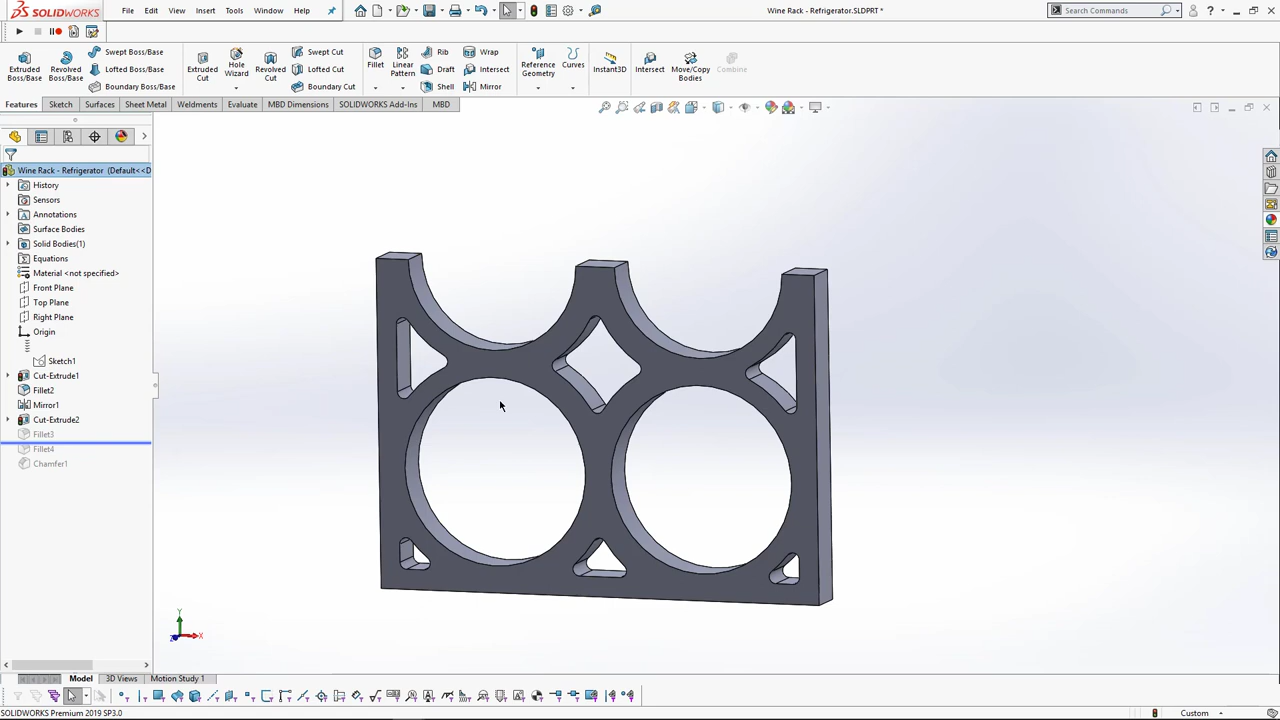 SOLIDWORKS
File Edit View Insert Tools Window Help
Wine Rack - Refrigerator.SLDPRT *
Search Commands
Extruded Boss/Base
Revolved Boss/Base
Swept Boss/Base
Lofted Boss/Base
Boundary Boss/Base
Extruded Cut
Hole Wizard
Revolved Cut
Swept Cut
Lofted Cut
Boundary Cut
Fillet
Linear Pattern
Rib
Draft
Shell
Wrap
Intersect
Mirror
Reference Geometry
Curves
Instant3D
Intersect
Move/Copy Bodies
Combine
Features Sketch Surfaces Sheet Metal Weldments Evaluate MBD Dimensions SOLIDWORKS Add-Ins MBD
Wine Rack - Refrigerator (Default<<D
History
Sensors
Annotations
Surface Bodies
Solid Bodies(1)
Equations
Material <not specified>
Front Plane
Top Plane
Right Plane
Origin
Sketch1
Cut-Extrude1
Fillet2
Mirror1
Cut-Extrude2
Fillet3
Fillet4
Chamfer1
Y
X
Z
Model 3D Views Motion Study 1
SOLIDWORKS Premium 2019 SP3.0
Custom